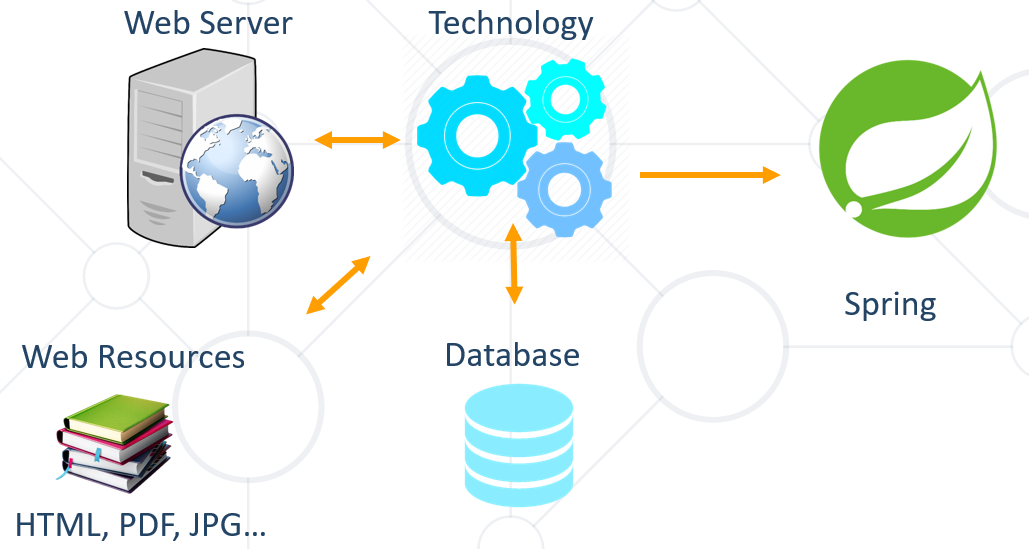 Web Server
Technology
Spring
Web Resources
Database
HTML, PDF, JPG…